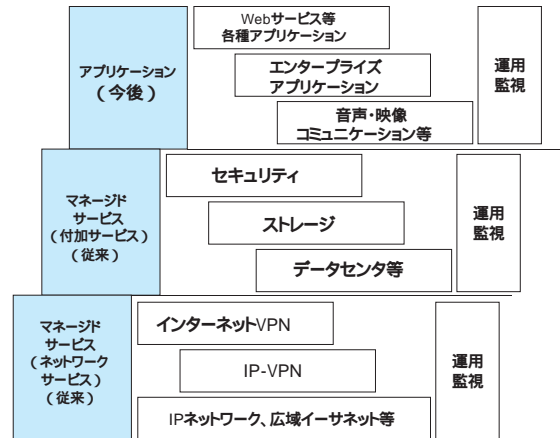 アプリケーション
(今後)
Webサービス等
各種アプリケーション
エンタープライズ
アプリケーション
音声・映像
コミュニケーション等
運用
監視
マネージド
サービス
(付加サービス)
(従来)
セキュリティ
ストレージ
データセンタ等
運用
監視
マネージド
サービス
(ネットワーク
サービス)
(従来)
インターネットVPN
IP-VPN
IPネットワーク、広域イーサネット等
運用
監視